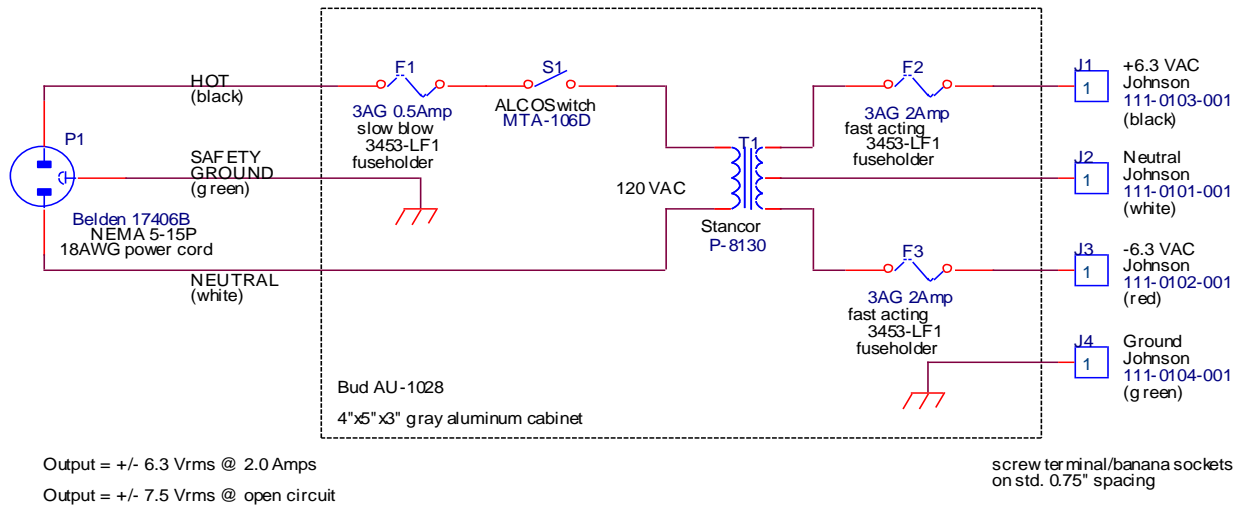 HOT
(black)
P1
SAFETY
GROUND
(green)
Belden 17406B
NEMA 5-15P
18AWG power cord
NEUTRAL
(white)
F1
3AG 0.5Amp
slow blow
3453-LF1
fuseholder
S1
ALCOSwitch
MTA-106D
120 VAC
T1
Stancor
P-8130
F2
3AG 2Amp
fast acting
3453-LF1
fuseholder
F3
3AG 2Amp
fast acting
3453-LF1
fuseholder
J1
1
+6.3 VAC
Johnson
111-0103-001
(black)
J2
1
Neutral
Johnson
111-0101-001
(white)
J3
1
-6.3 VAC
Johnson
111-0102-001
(red)
J4
1
Ground
Johnson
111-0104-001
(green)
Bud AU-1028
4"x5"x3" gray aluminum cabinet
Output = +/- 6.3 Vrms @ 2.0 Amps
Output = +/- 7.5 Vrms @ open circuit
screw terminal/banana sockets
on std. 0.75" spacing